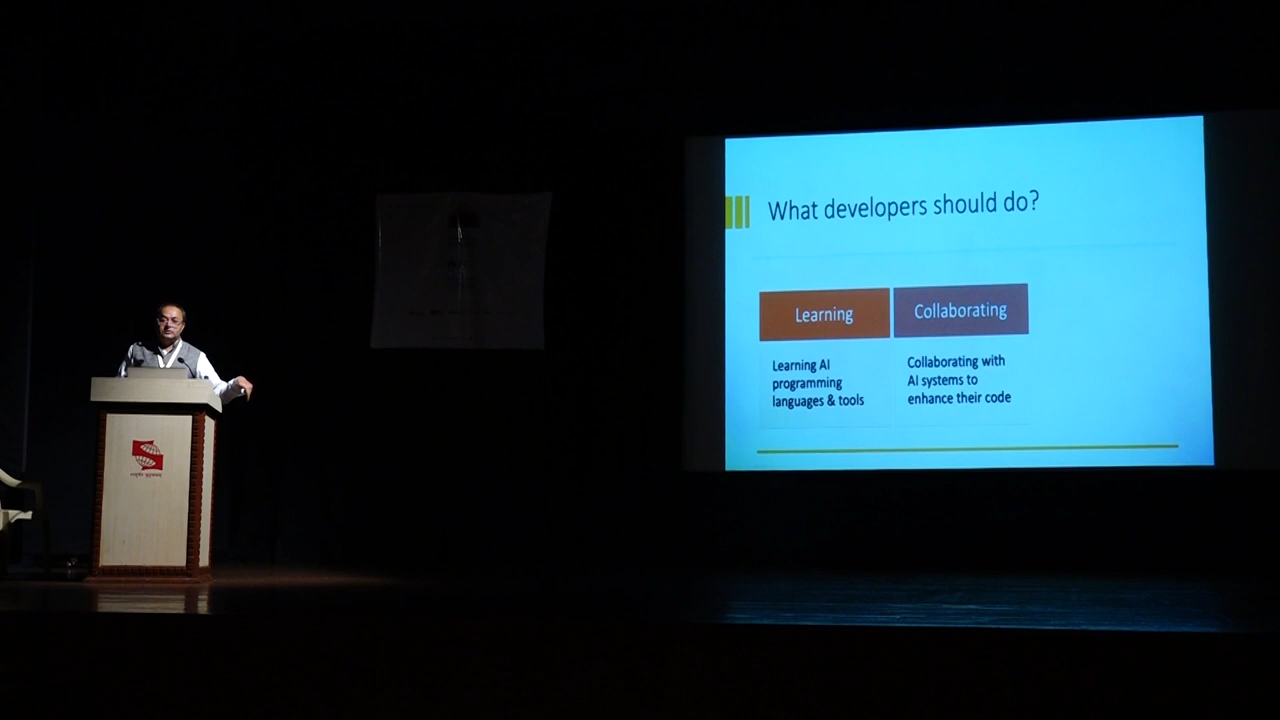 What developers should do?
Learning
Collaborating
Learning AI
programming
languages & tools
Collaborating with
AI systems to
enhance their code